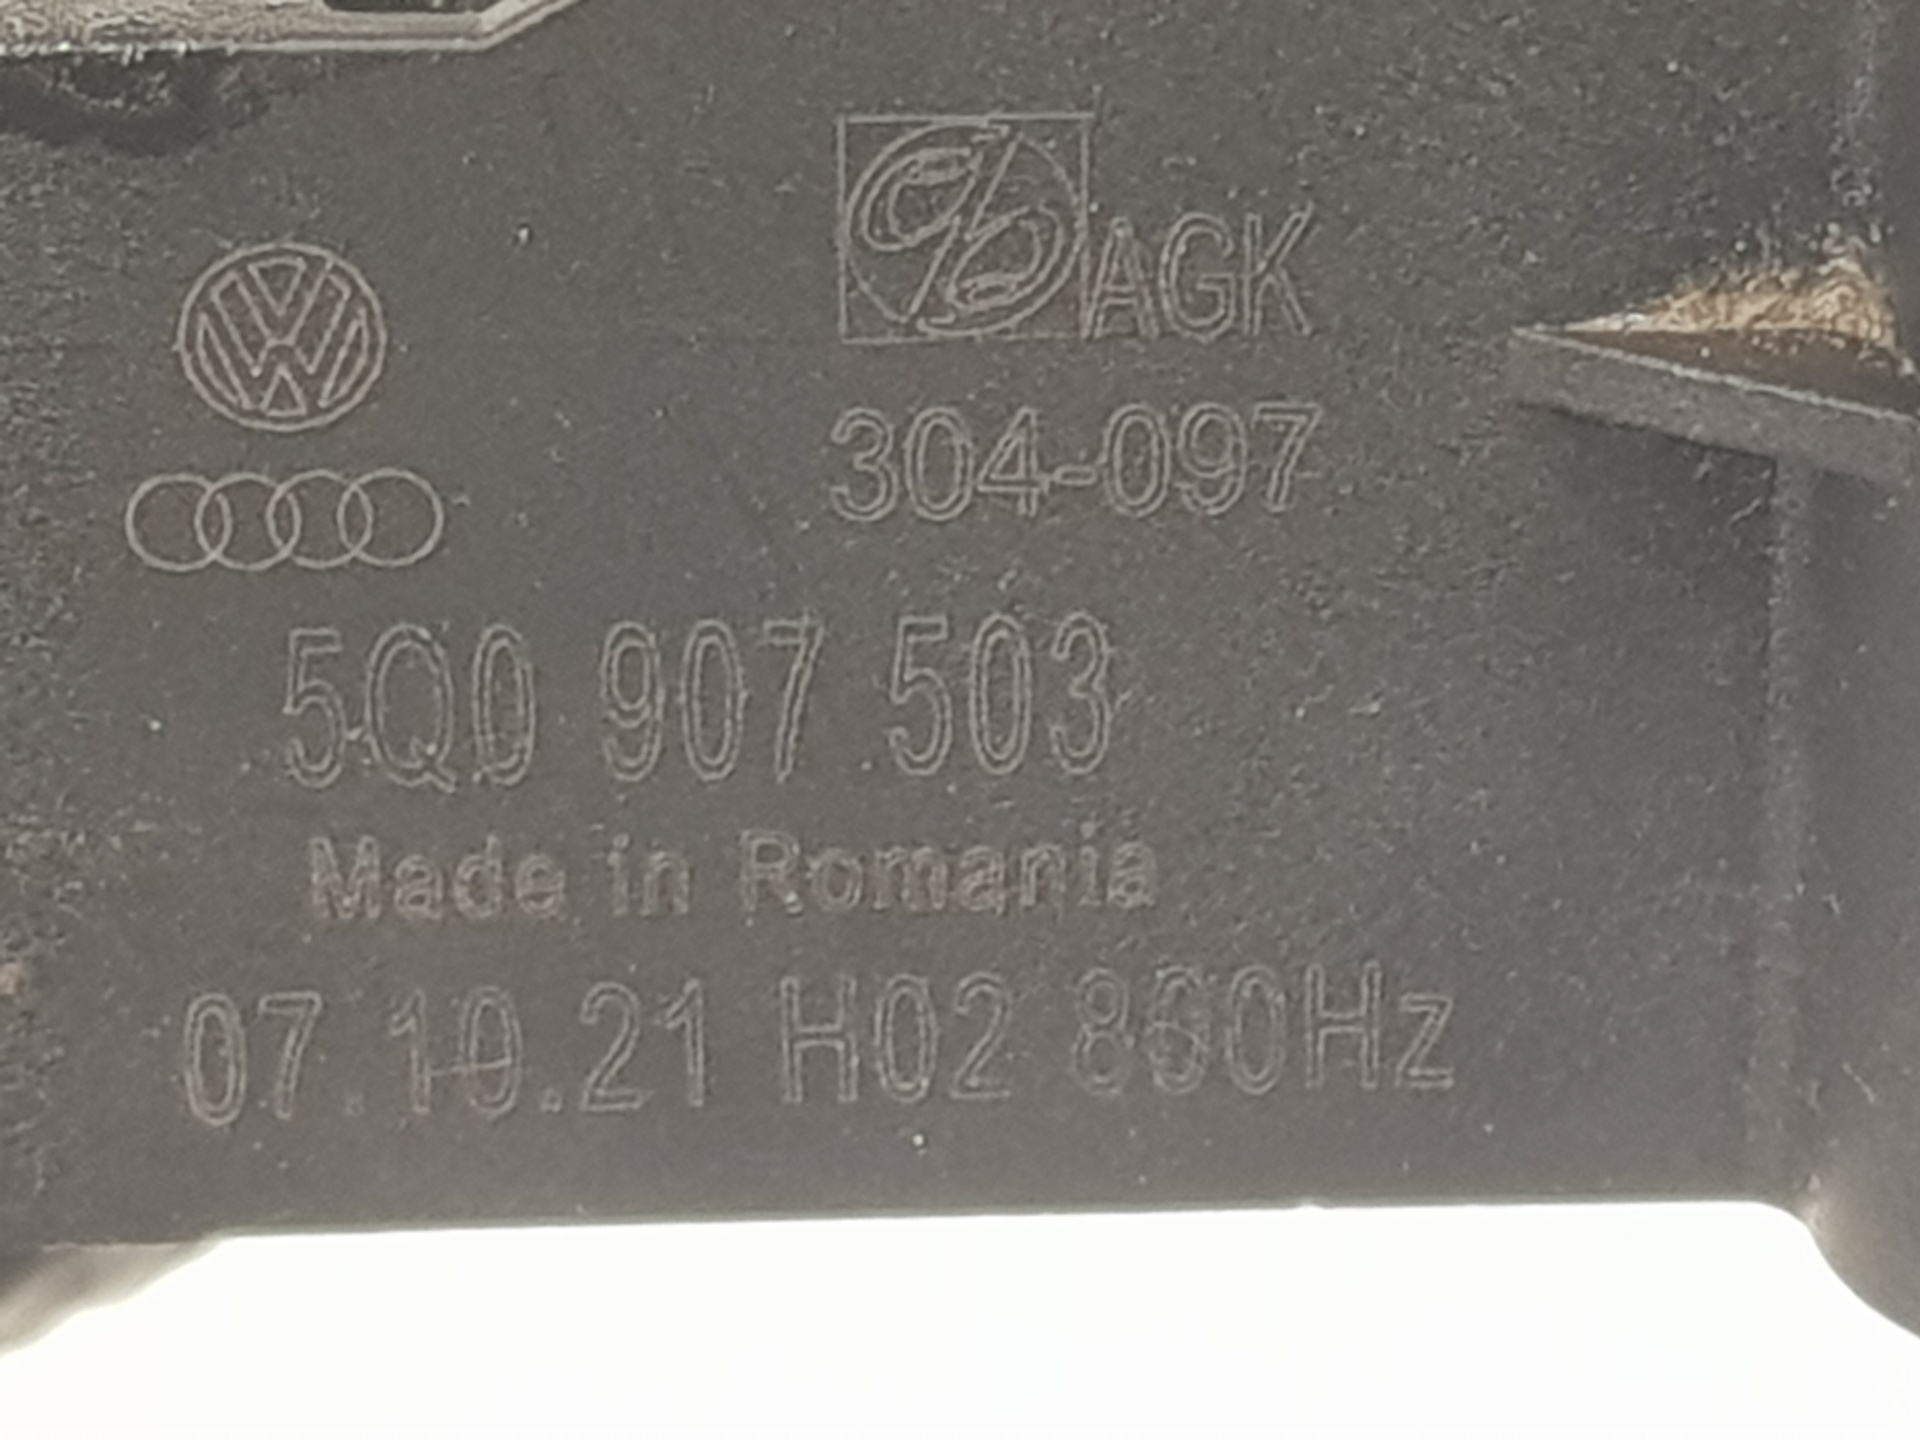 AGK
304-097
5Q0 907 503
Made in Romania
07.10.21 H02 860Hz